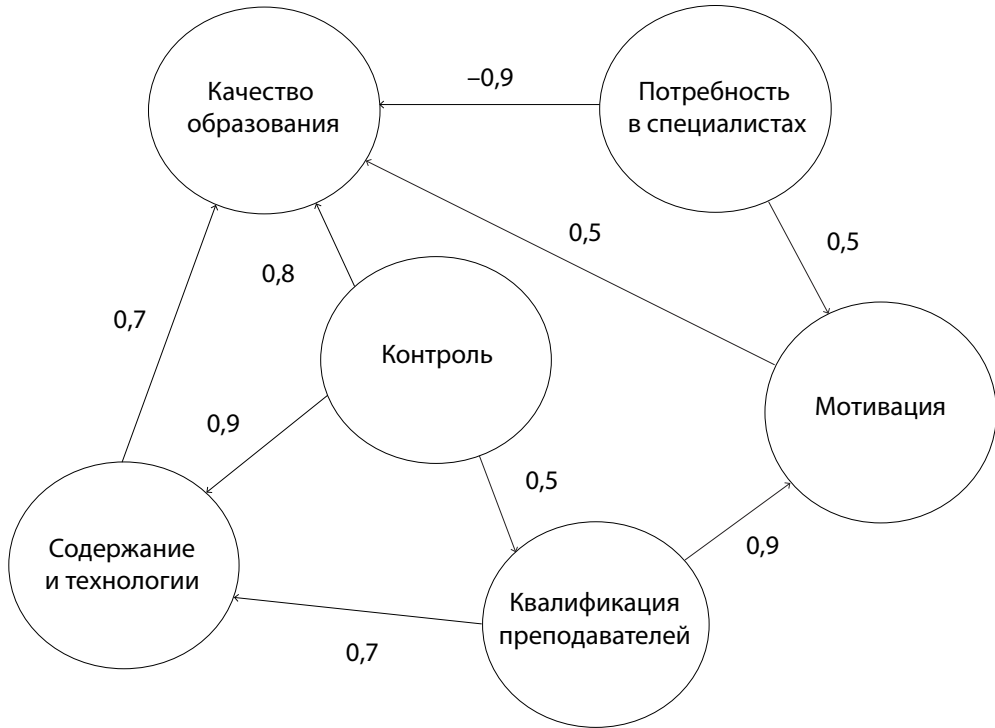 Качество
образования
–0,9
Потребность
в специалистах
0,5
0,5
0,8
0,7
Контроль
Мотивация
0,9
0,5
0,9
Содержание
и технологии
Квалификация
преподавателей
0,7